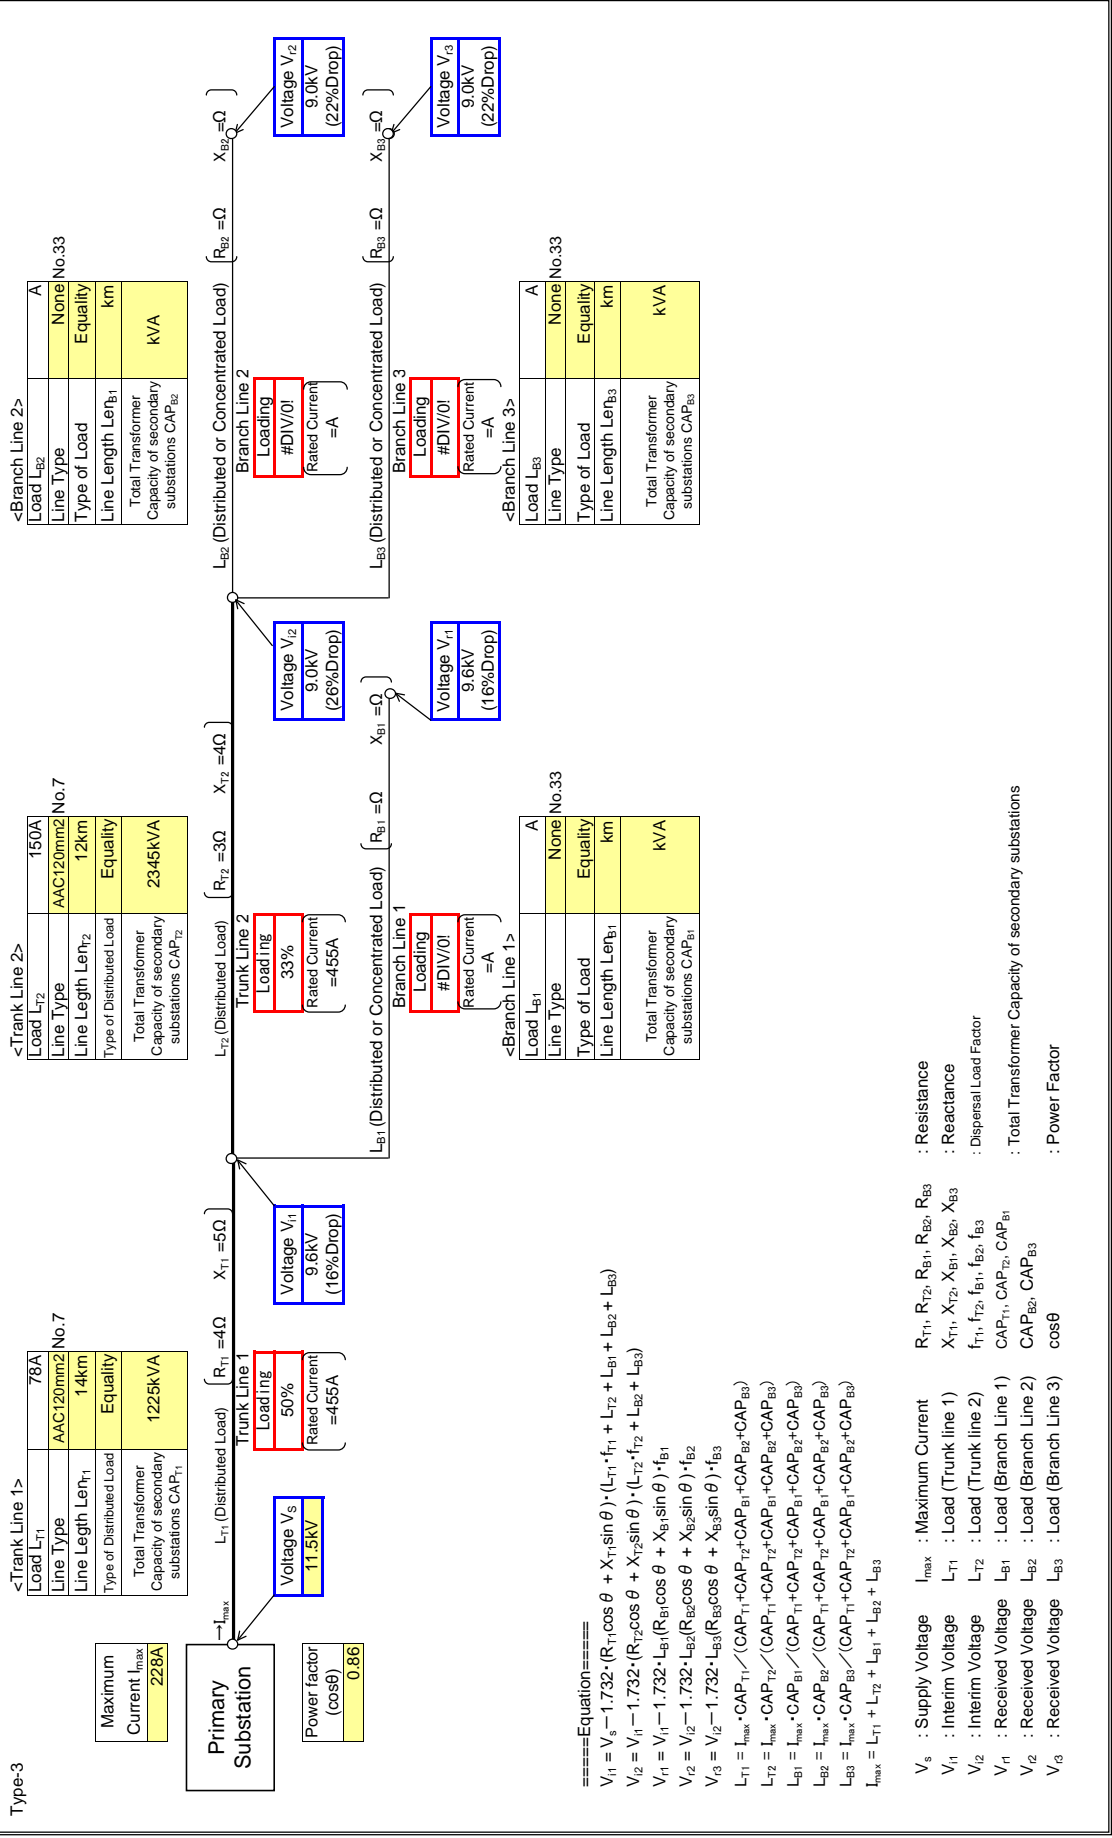 Type-3
<Trank Line 1>
Load LT1 78A
Line Type AAC120mm2 No.7
Line Length LenT1 14km
Type of Distributed Load Equality
Total Transformer
Capacity of secondary
substations CAPT1
1225kVA
<Trank Line 2>
Load LT2 150A
Line Type AAC120mm2 No.7
Line Legth LenT2 12km
Type of Distributed Load Equality
Total Transformer
Capacity of secondary
substations CAPT2
2345kVA
<Branch Line 2>
Load LB2 A
Line Type None No.33
Type of Load Equality
Line Length LenB1 km
Total Transformer
Capacity of secondary
substations CAPB2
kVA
Maximum
Current Imax
228A
Primary
Substation
→Imax
Power factor
(cosθ)
0.86
Voltage VS
11.5kV
LT1 (Distributed Load)
RT1 =4Ω XT1 =5Ω
Trunk Line 1
Loading
50%
Rated Current
=455A
Voltage Vi1
9.6kV
(16%Drop)
LT2 (Distributed Load)
RT2 =3Ω XT2 =4Ω
Trunk Line 2
Loading
33%
Rated Current
=455A
Voltage Vi2
9.0kV
(26%Drop)
LB2 (Distributed or Concentrated Load)
RB2 =Ω XB2 =Ω
Branch Line 2
Loading
#DIV/0!
Rated Current
=A
Voltage Vr2
9.0kV
(22%Drop)
LB1 (Distributed or Concentrated Load)
RB1 =Ω XB1 =Ω
Branch Line 1
Loading
#DIV/0!
Rated Current
=A
Voltage Vr1
9.6kV
(16%Drop)
LB3 (Distributed or Concentrated Load)
RB3 =Ω XB3 =Ω
Branch Line 3
Loading
#DIV/0!
Rated Current
=A
Voltage Vr3
9.0kV
(22%Drop)
<Branch Line 1>
Load LB1 A
Line Type None No.33
Type of Load Equality
Line Length LenB1 km
Total Transformer
Capacity of secondary
substations CAPB1
kVA
<Branch Line 3>
Load LB3 A
Line Type None No.33
Type of Load Equality
Line Length LenB3 km
Total Transformer
Capacity of secondary
substations CAPB3
kVA
=====Equation=====
Vi1 = Vs－1.732･(RT1cos θ + XT1sin θ)･(LT1･fT1 + LT2 + LB1 + LB2 + LB3)
Vi2 = Vi1－1.732･(RT2cos θ + XT2sin θ)･(LT2･fT2 + LB2 + LB3)
Vr1 = Vi1－1.732･LB1(RB1cos θ + XB1sin θ)･fB1
Vr2 = Vi2－1.732･LB2(RB2cos θ + XB2sin θ)･fB2
Vr3 = Vi2－1.732･LB3(RB3cos θ + XB3sin θ)･fB3
LT1 = Imax･CAPT1／(CAPT1+CAPT2+CAPB1+CAPB2+CAPB3)
LT2 = Imax･CAPT2／(CAPT1+CAPT2+CAPB1+CAPB2+CAPB3)
LB1 = Imax･CAPB1／(CAPT1+CAPT2+CAPB1+CAPB2+CAPB3)
LB2 = Imax･CAPB2／(CAPT1+CAPT2+CAPB1+CAPB2+CAPB3)
LB3 = Imax･CAPB3／(CAPT1+CAPT2+CAPB1+CAPB2+CAPB3)
Imax = LT1 + LT2 + LB1 + LB2 + LB3
Vs : Supply Voltage Imax : Maximum Current RT1, RT2, RB1, RB2, RB3 : Resistance
Vi1 : Interim Voltage LT1 : Load (Trunk line 1) XT1, XT2, XB1, XB2, XB3 : Reactance
Vi2 : Interim Voltage LT2 : Load (Trunk line 2) fT1, fT2, fB1, fB2, fB3 : Dispersal Load Factor
Vr1 : Received Voltage LB1 : Load (Branch Line 1) CAPT1, CAPT2, CAPB1 : Total Transformer Capacity of secondary substations
Vr2 : Received Voltage LB2 : Load (Branch Line 2) CAPB2, CAPB3
Vr3 : Received Voltage LB3 : Load (Branch Line 3) cosθ : Power Factor